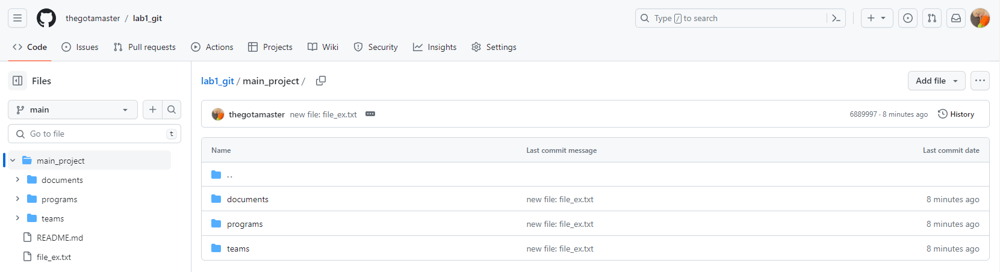 thegotamaster / lab1_git
Type / to search
Code Issues Pull requests Actions Projects Wiki Security Insights Settings
Files
main
Go to file t
main_project
documents
programs
teams
README.md
file_ex.txt
lab1_git / main_project /
Add file
thegotamaster new file: file_ex.txt
6889997 · 8 minutes ago History
Name Last commit message Last commit date
..
documents new file: file_ex.txt 8 minutes ago
programs new file: file_ex.txt 8 minutes ago
teams new file: file_ex.txt 8 minutes ago